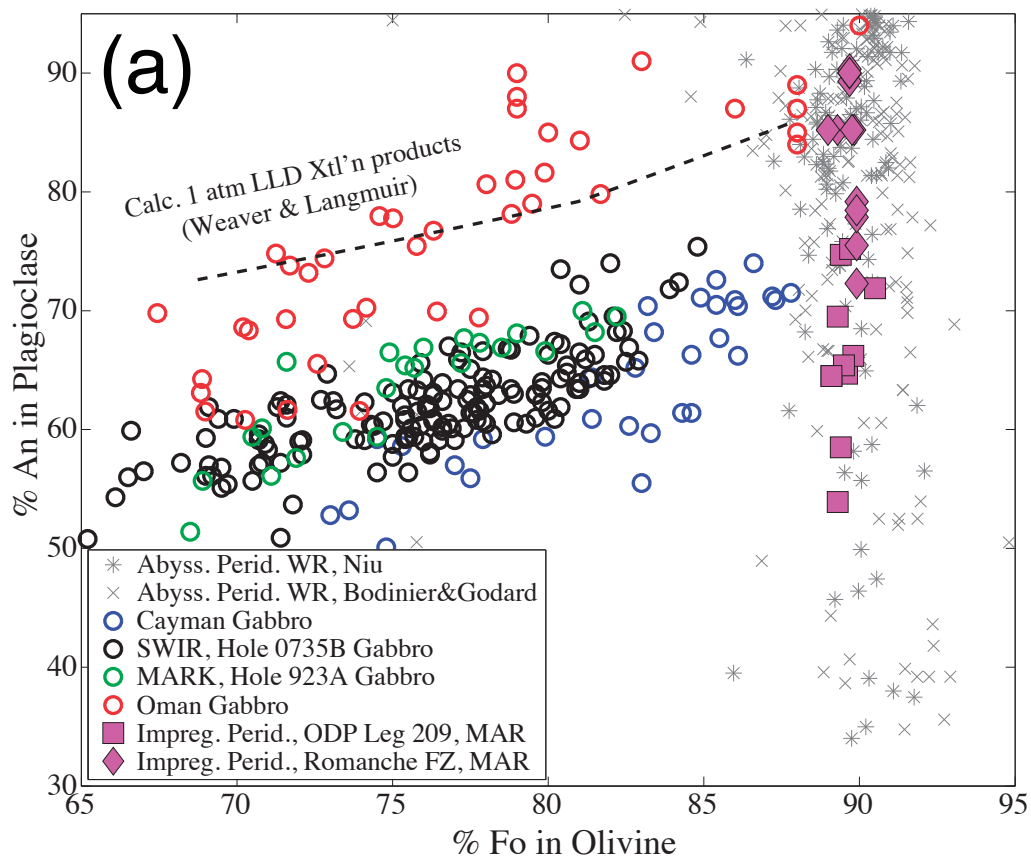 (a)
Calc. 1 atm LLD Xtl'n products
(Weaver & Langmuir)
% An in Plagioclase
90
80
70
60
50
40
30
Abyss. Perid. WR, Niu
Abyss. Perid. WR, Bodinier&Godard
Cayman Gabbro
SWIR, Hole 0735B Gabbro
MARK, Hole 923A Gabbro
Oman Gabbro
Impreg. Perid., ODP Leg 209, MAR
Impreg. Perid., Romanche FZ, MAR
65 70 75 80 85 90 95
% Fo in Olivine